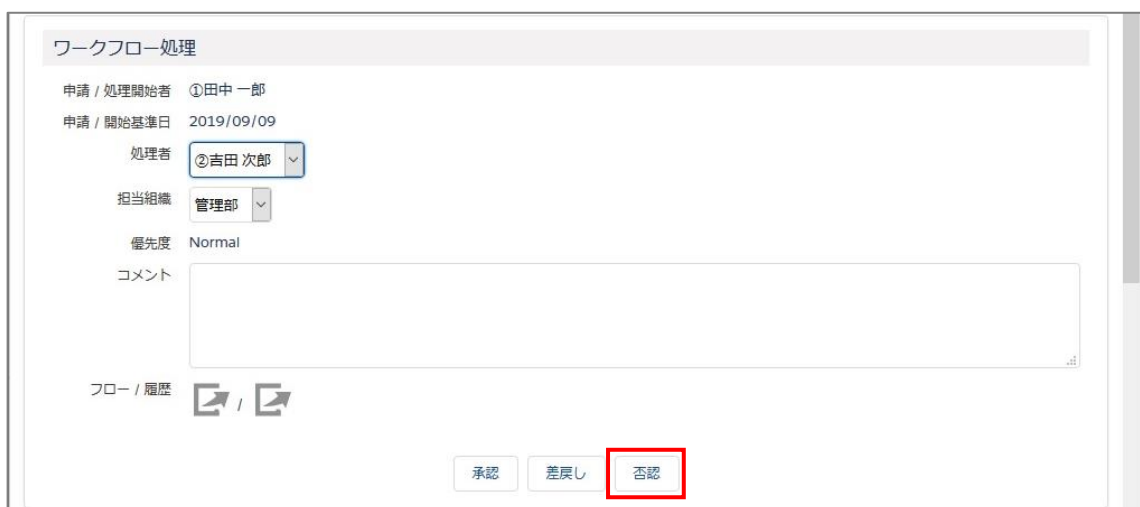 ワークフロー処理
申請 / 処理開始者 ①田中 一郎
申請 / 開始基準日 2019/09/09
処理者 ②吉田 次郎
担当組織 管理部
優先度 Normal
コメント
フロー / 履歴 /
承認 差戻し 否認